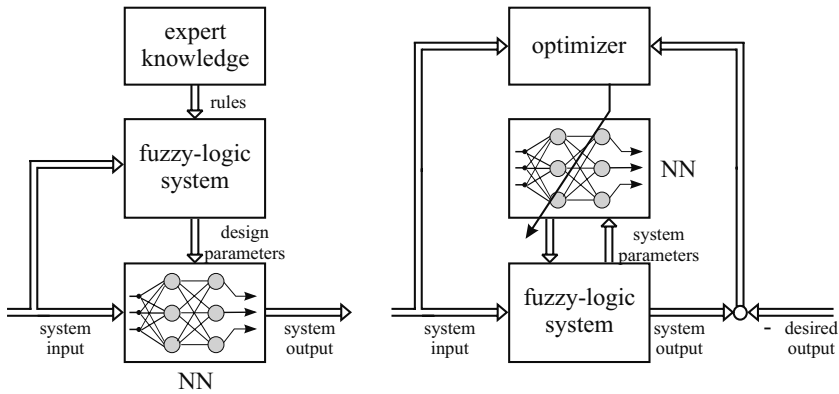 expert
knowledge
rules
fuzzy-logic
system
design
parameters
system
input
system
output
NN
optimizer
NN
system
parameters
fuzzy-logic
system
system
input
system
output
- desired
output